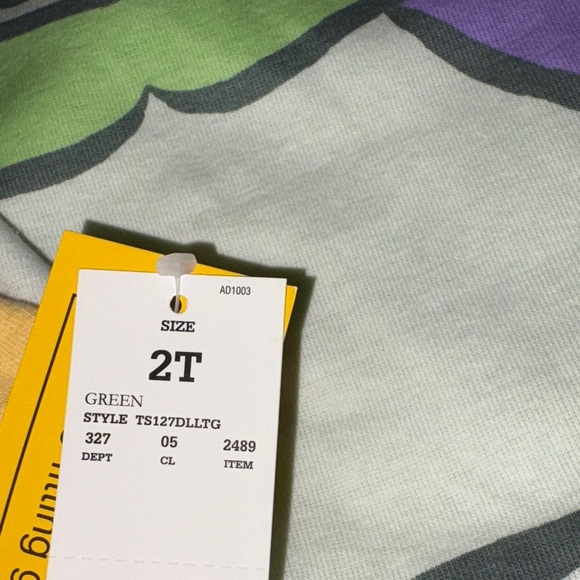 AD1003
SIZE
2T
GREEN
STYLE TS127DLLTG
327 05 2489
DEPT CL ITEM